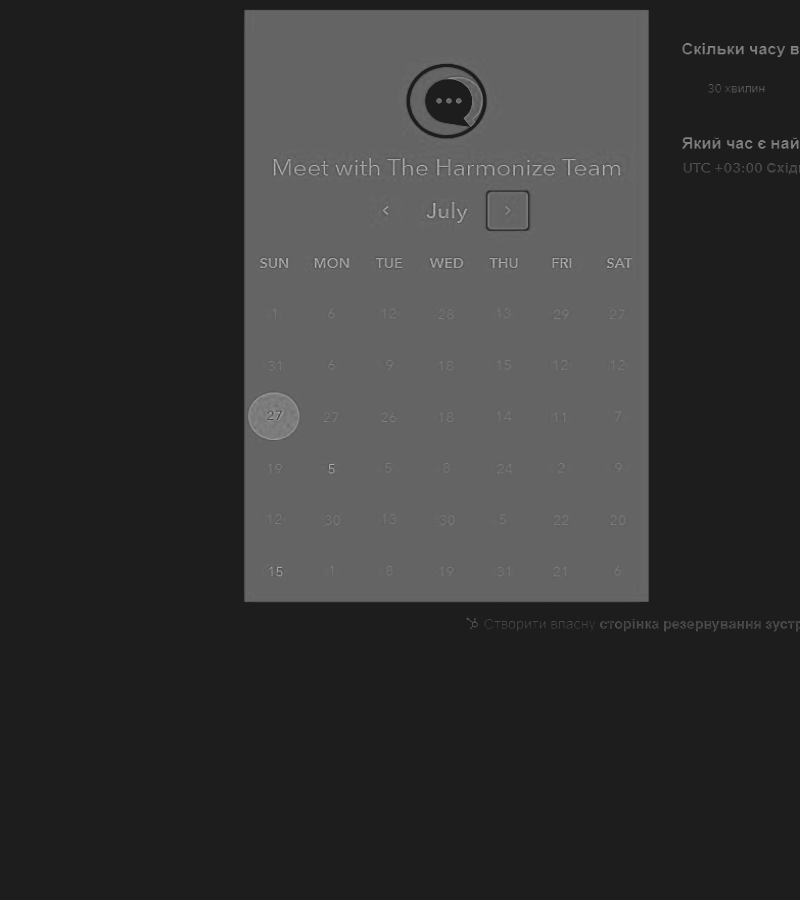 Meet with The Harmonize Team
‹ July ›
SUN MON TUE WED THU FRI SAT
1 6 12 28 13 29 27
31 6 9 18 15 12 12
27 27 26 18 14 11 7
19 5 5 8 24 2 9
12 30 13 30 5 22 20
15 1 8 19 31 21 6
Скільки часу в
30 хвилин
Який час є най
UTC +03:00 Східн
Створити власну сторінка резервування зустр